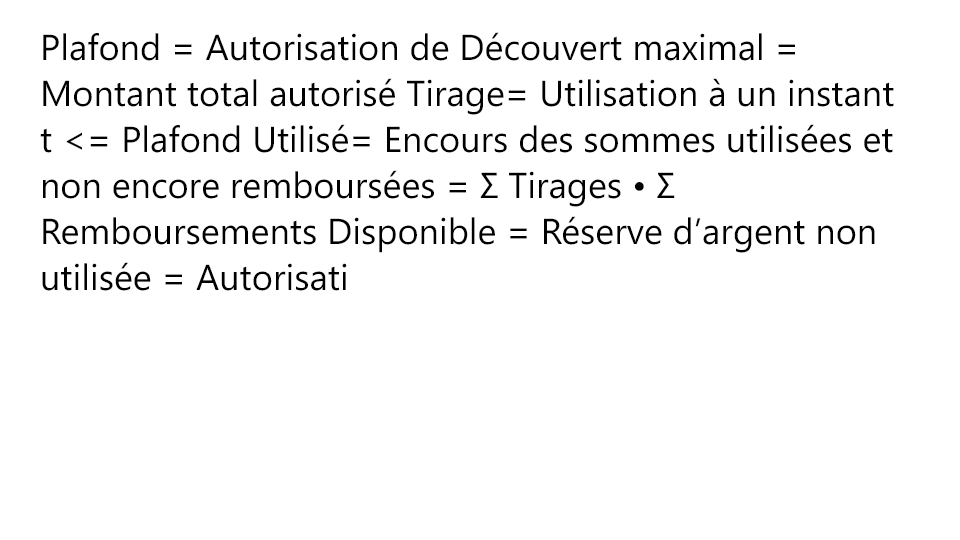 Plafond = Autorisation de Découvert maximal =
Montant total autorisé Tirage= Utilisation à un instant
t <= Plafond Utilisé= Encours des sommes utilisées et
non encore remboursées = Σ Tirages • Σ
Remboursements Disponible = Réserve d’argent non
utilisée = Autorisati